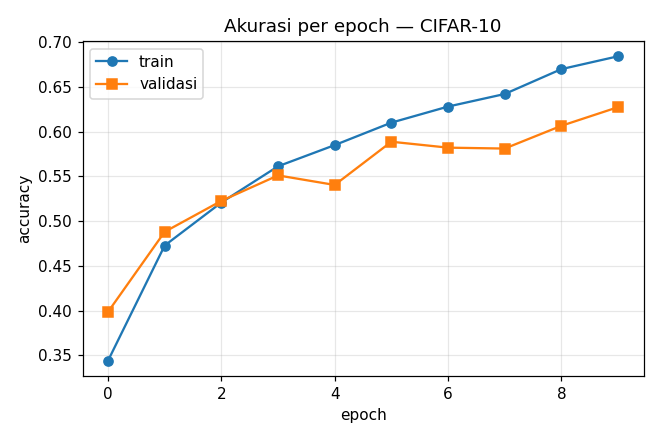 Akurasi per epoch — CIFAR-10
train
validasi
accuracy
0.70
0.65
0.60
0.55
0.50
0.45
0.40
0.35
0 2 4 6 8
epoch